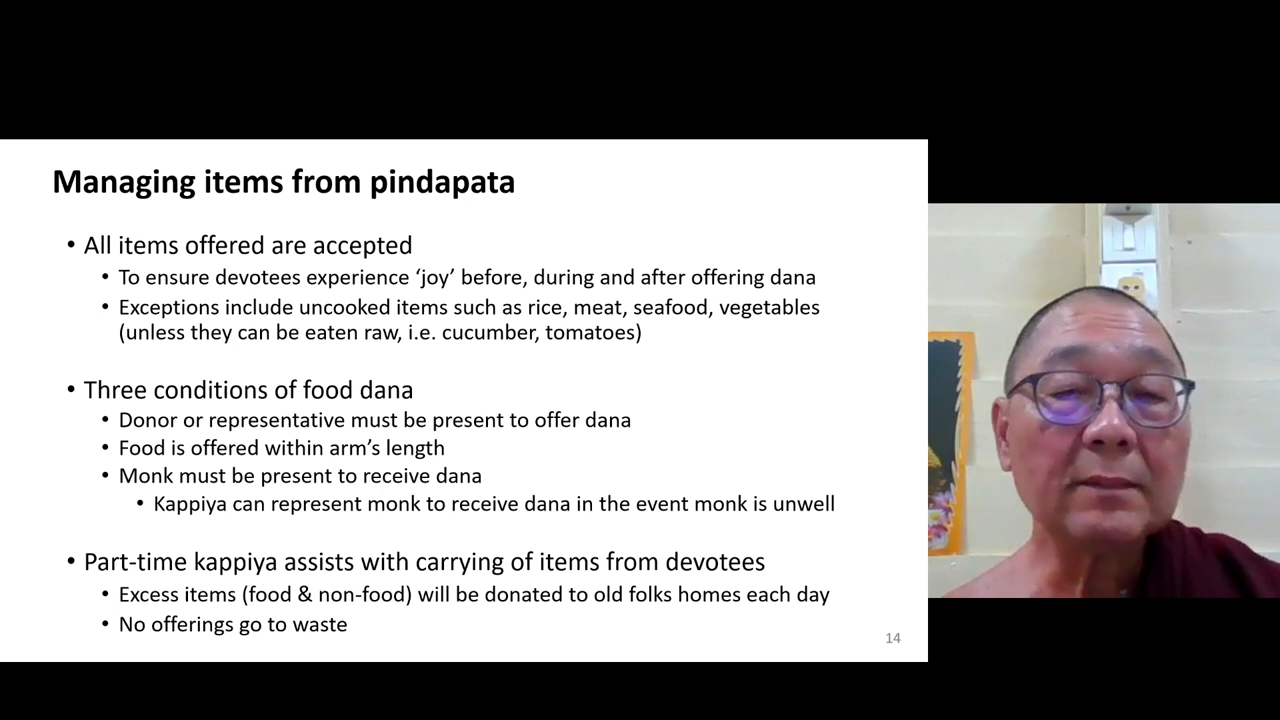 Managing items from pindapata
• All items offered are accepted
• To ensure devotees experience ‘joy’ before, during and after offering dana
• Exceptions include uncooked items such as rice, meat, seafood, vegetables
(unless they can be eaten raw, i.e. cucumber, tomatoes)
• Three conditions of food dana
• Donor or representative must be present to offer dana
• Food is offered within arm’s length
• Monk must be present to receive dana
• Kappiya can represent monk to receive dana in the event monk is unwell
• Part-time kappiya assists with carrying of items from devotees
• Excess items (food & non-food) will be donated to old folks homes each day
• No offerings go to waste
14